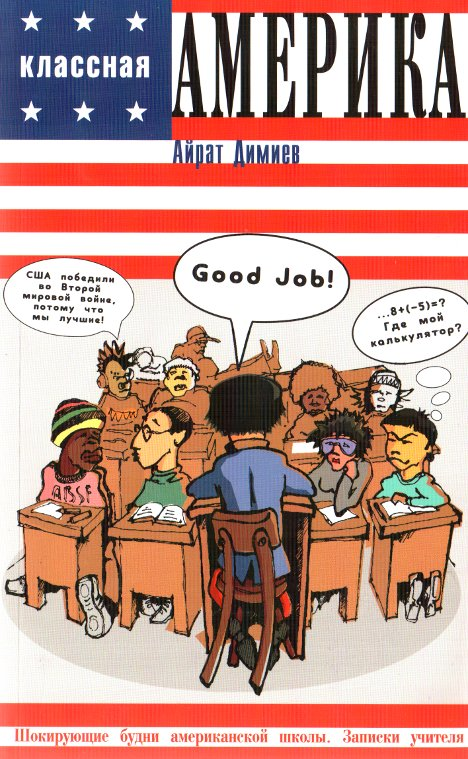 классная
АМЕРИКА
Айрат Димиев
США победили
во Второй
мировой войне,
потому что
мы лучшие!
Good Job!
...8+(-5)=?
Где мой
калькулятор?
ABSF
Шокирующие будни американской школы. Записки учителя